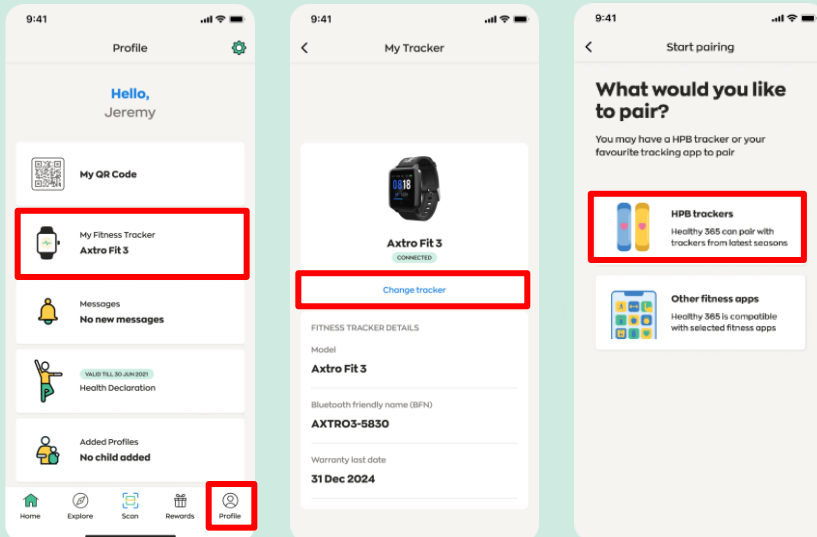 9:41
Profile
Hello,
Jeremy
My QR Code
My Fitness Tracker
Axtro Fit 3
Messages
No new messages
VALID TILL 30 JUN 2021
Health Declaration
Added Profiles
No child added
Home
Explore
Scan
Rewards
Profile
9:41
My Tracker
08 18
Axtro Fit 3
CONNECTED
Change tracker
FITNESS TRACKER DETAILS
Model
Axtro Fit 3
Bluetooth friendly name (BFN)
AXTRO3-5830
Warranty last date
31 Dec 2024
9:41
Start pairing
What would you like
to pair?
You may have a HPB tracker or your
favourite tracking app to pair
HPB trackers
Healthy 365 can pair with
trackers from latest seasons
Other fitness apps
Healthy 365 is compatible
with selected fitness apps